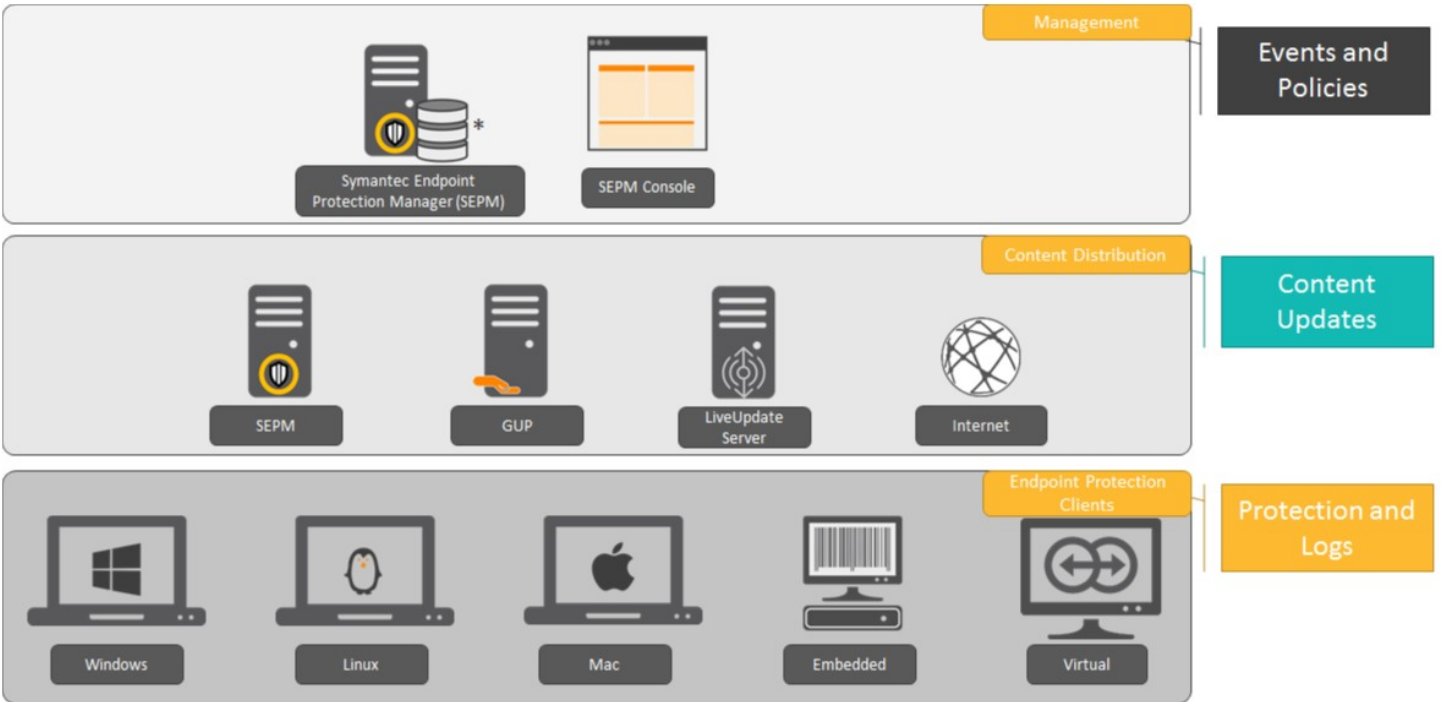 Management
Events and
Policies
*
Symantec Endpoint
Protection Manager (SEPM)
SEPM Console
Content Distribution
Content
Updates
SEPM
GUP
LiveUpdate
Server
Internet
Endpoint Protection
Clients
Protection and
Logs
Windows
Linux
Mac
Embedded
Virtual